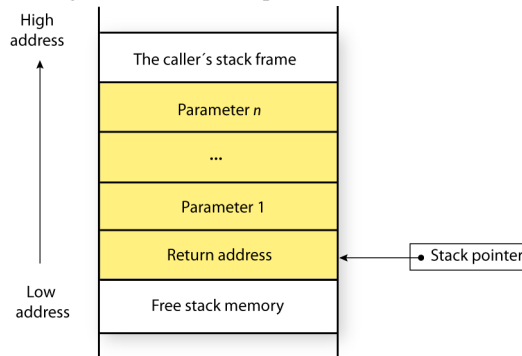 High
address
The caller´s stack frame
Parameter n
...
Parameter 1
Return address
Stack pointer
Low
address
Free stack memory